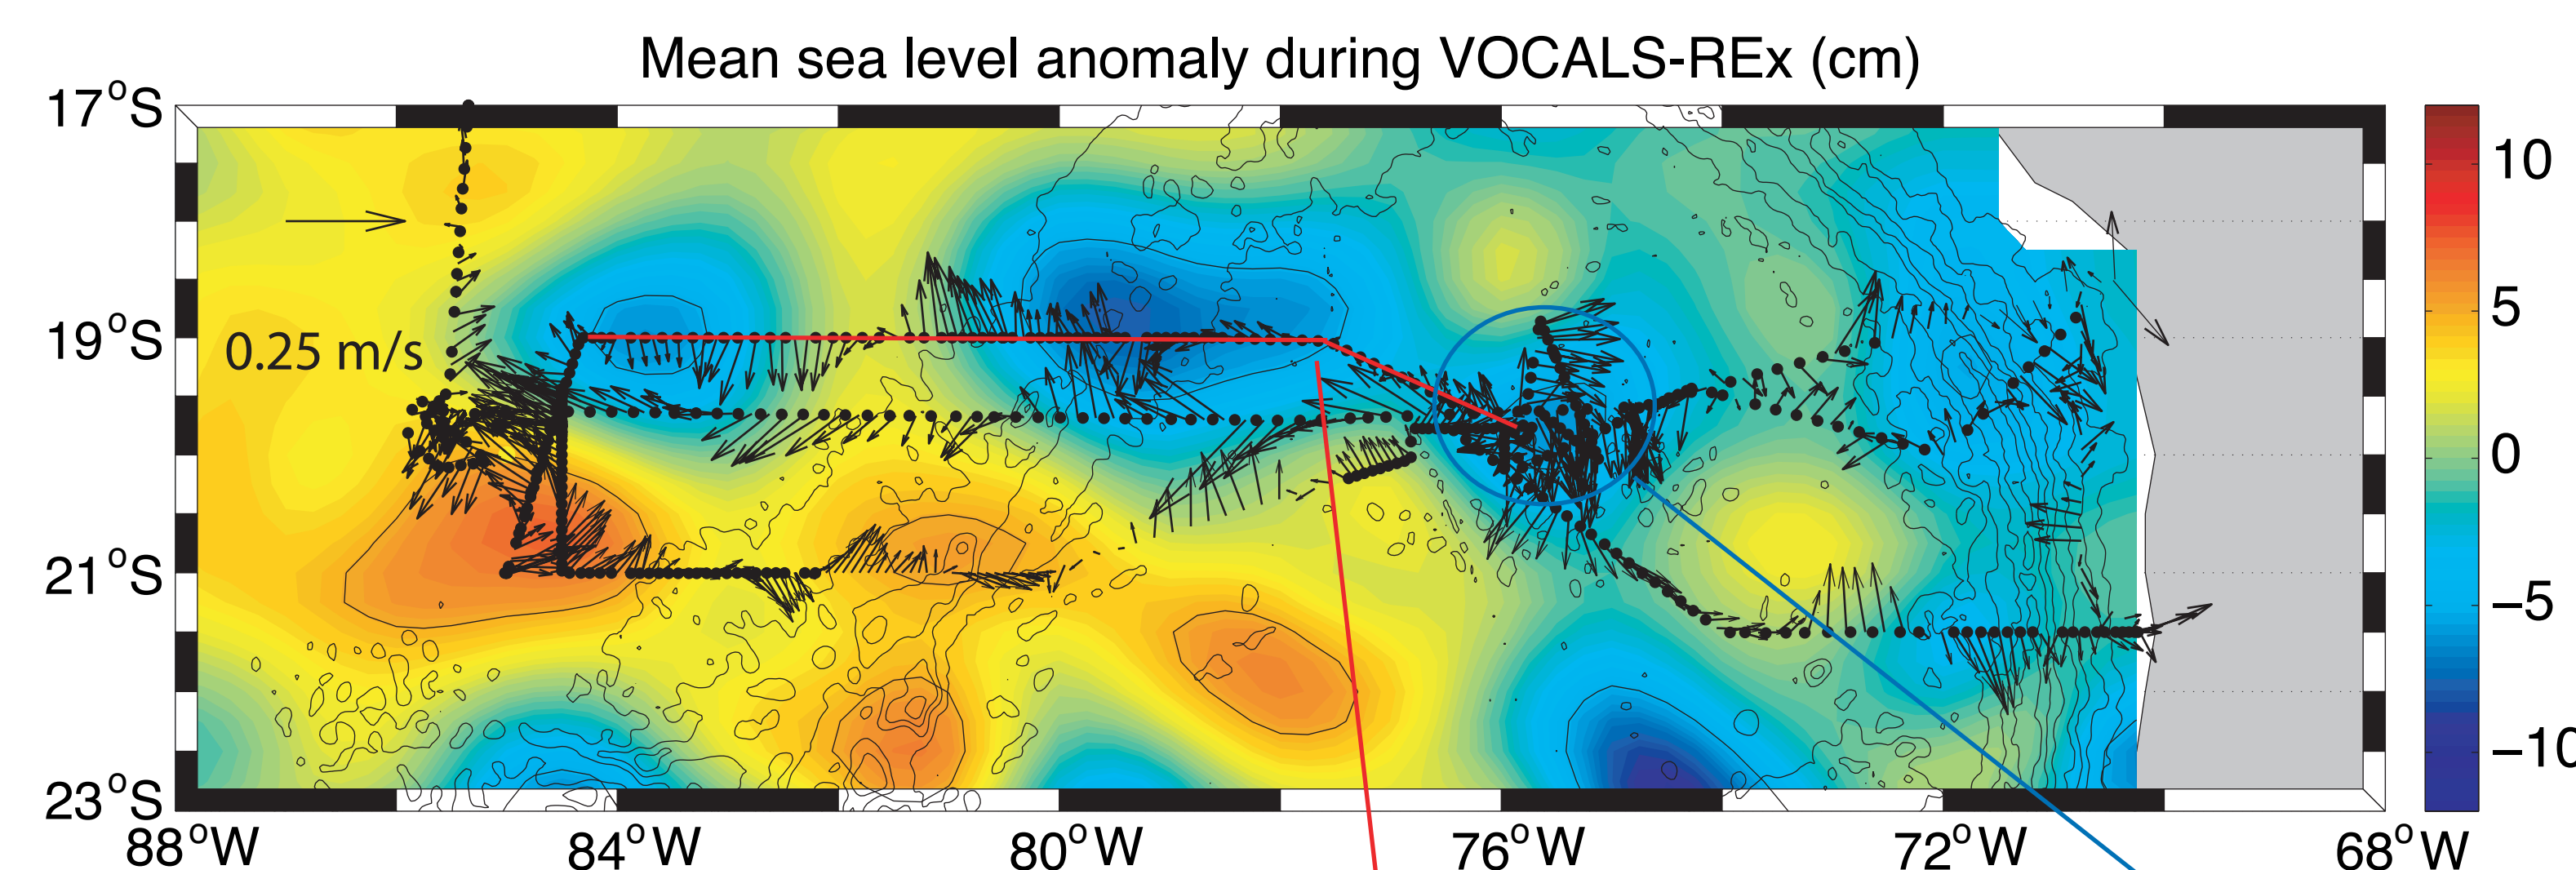 Mean sea level anomaly during VOCALS-REx (cm)
17°S
19°S
21°S
23°S
0.25 m/s
88°W
84°W
80°W
76°W
72°W
68°W
10
5
0
−5
−10